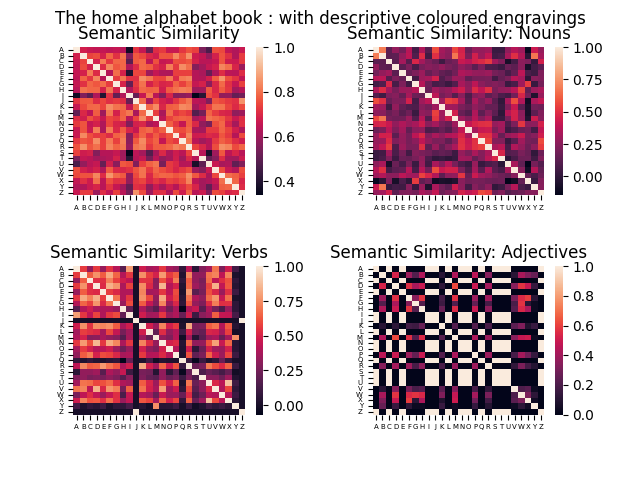 The home alphabet book : with descriptive coloured engravings
Semantic Similarity
A
B
C
D
E
F
G
H
I
J
K
L
M
N
O
P
Q
R
S
T
U
V
W
X
Y
Z
A B C D E F G H I J K L M N O P Q R S T U V W X Y Z
1.0
0.8
0.6
0.4
Semantic Similarity: Nouns
A
B
C
D
E
F
G
H
I
J
K
L
M
N
O
P
Q
R
S
T
U
V
W
X
Y
Z
A B C D E F G H I J K L M N O P Q R S T U V W X Y Z
1.00
0.75
0.50
0.25
0.00
Semantic Similarity: Verbs
A
B
C
D
E
F
G
H
I
J
K
L
M
N
O
P
Q
R
S
T
U
V
W
X
Y
Z
A B C D E F G H I J K L M N O P Q R S T U V W X Y Z
1.00
0.75
0.50
0.25
0.00
Semantic Similarity: Adjectives
A
B
C
D
E
F
G
H
I
J
K
L
M
N
O
P
Q
R
S
T
U
V
W
X
Y
Z
A B C D E F G H I J K L M N O P Q R S T U V W X Y Z
1.0
0.8
0.6
0.4
0.2
0.0